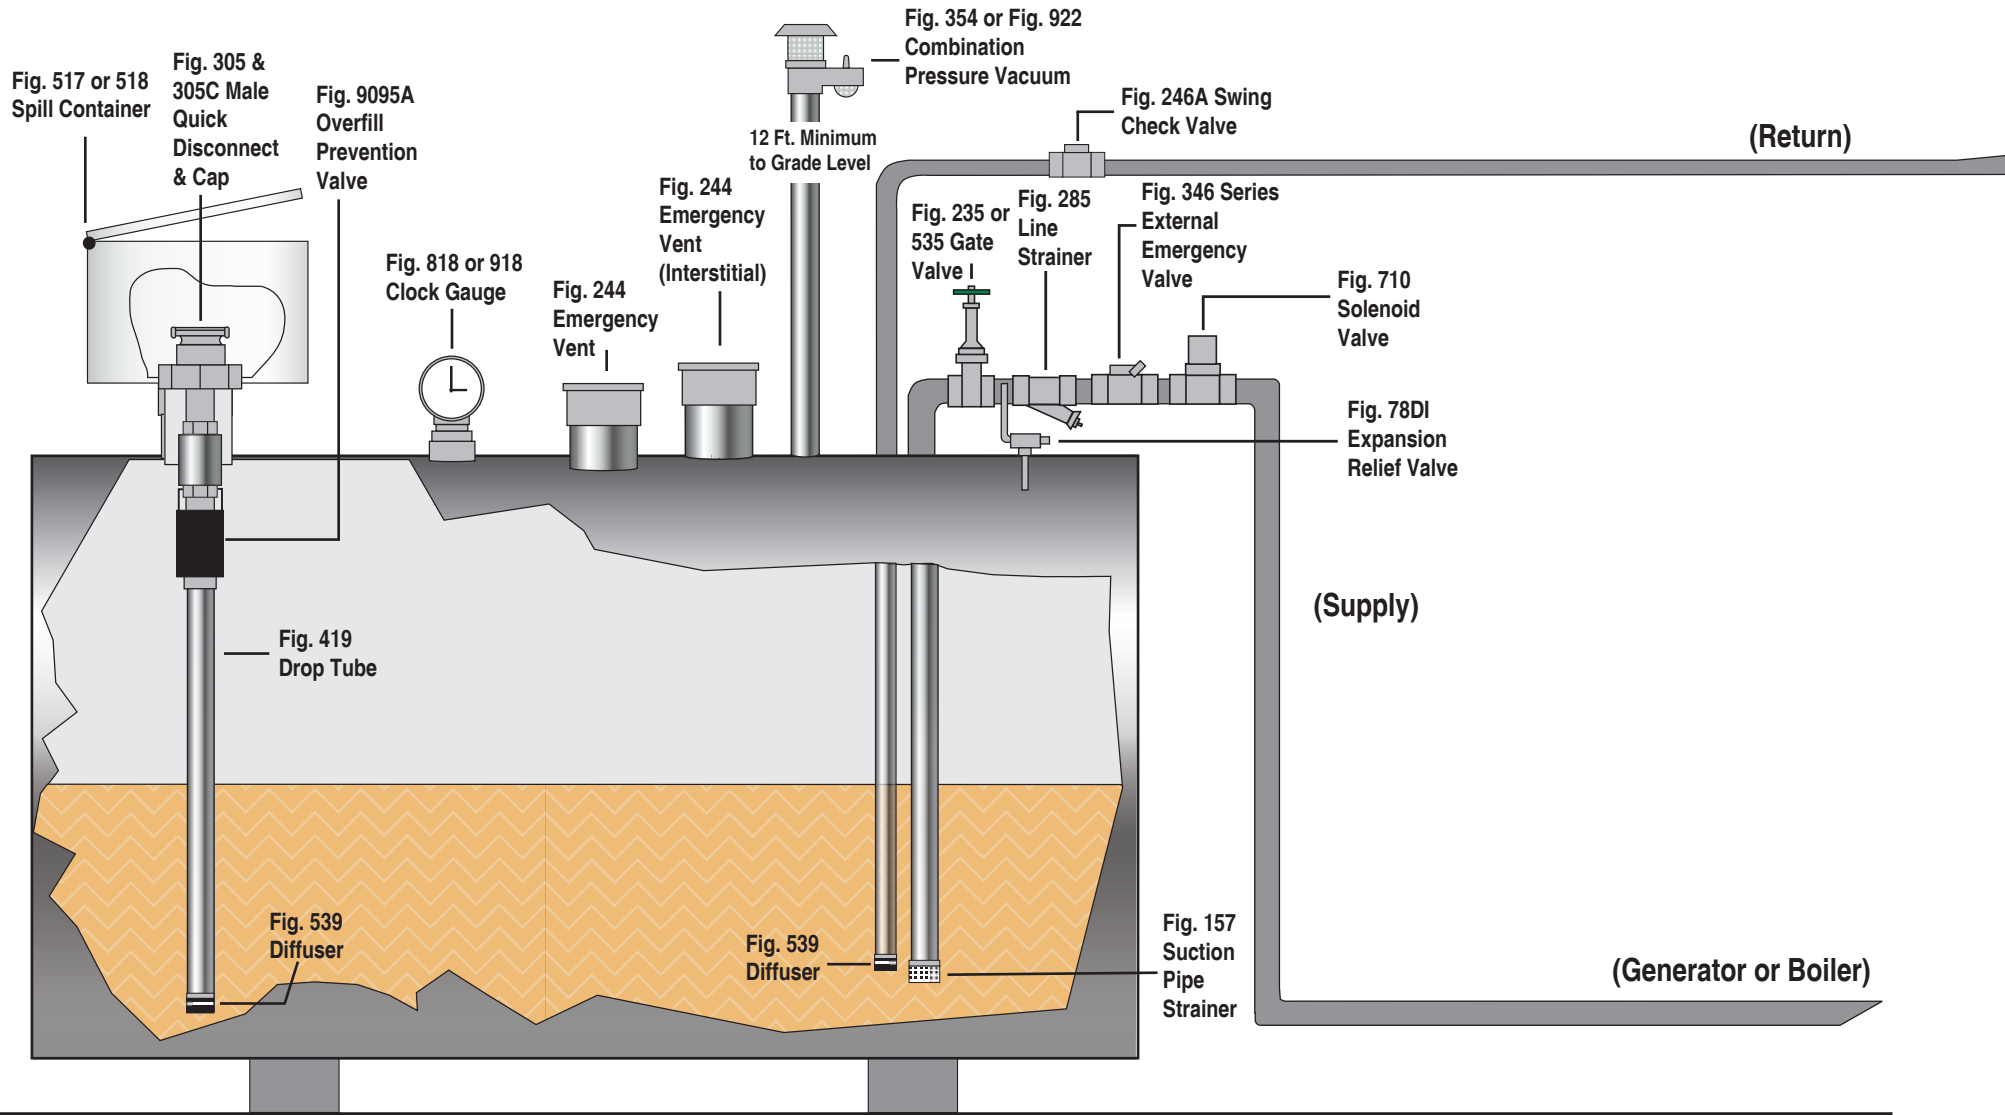 Fig. 517 or 518
Spill Container
Fig. 305 &
305C Male
Quick
Disconnect
& Cap
Fig. 9095A
Overfill
Prevention
Valve
Fig. 818 or 918
Clock Gauge
Fig. 244
Emergency
Vent
Fig. 244
Emergency
Vent
(Interstitial)
12 Ft. Minimum
to Grade Level
Fig. 354 or Fig. 922
Combination
Pressure Vacuum
Fig. 246A Swing
Check Valve
(Return)
Fig. 235 or
535 Gate
Valve
Fig. 285
Line
Strainer
Fig. 346 Series
External
Emergency
Valve
Fig. 710
Solenoid
Valve
Fig. 78DI
Expansion
Relief Valve
(Supply)
Fig. 419
Drop Tube
Fig. 539
Diffuser
Fig. 539
Diffuser
Fig. 157
Suction
Pipe
Strainer
(Generator or Boiler)